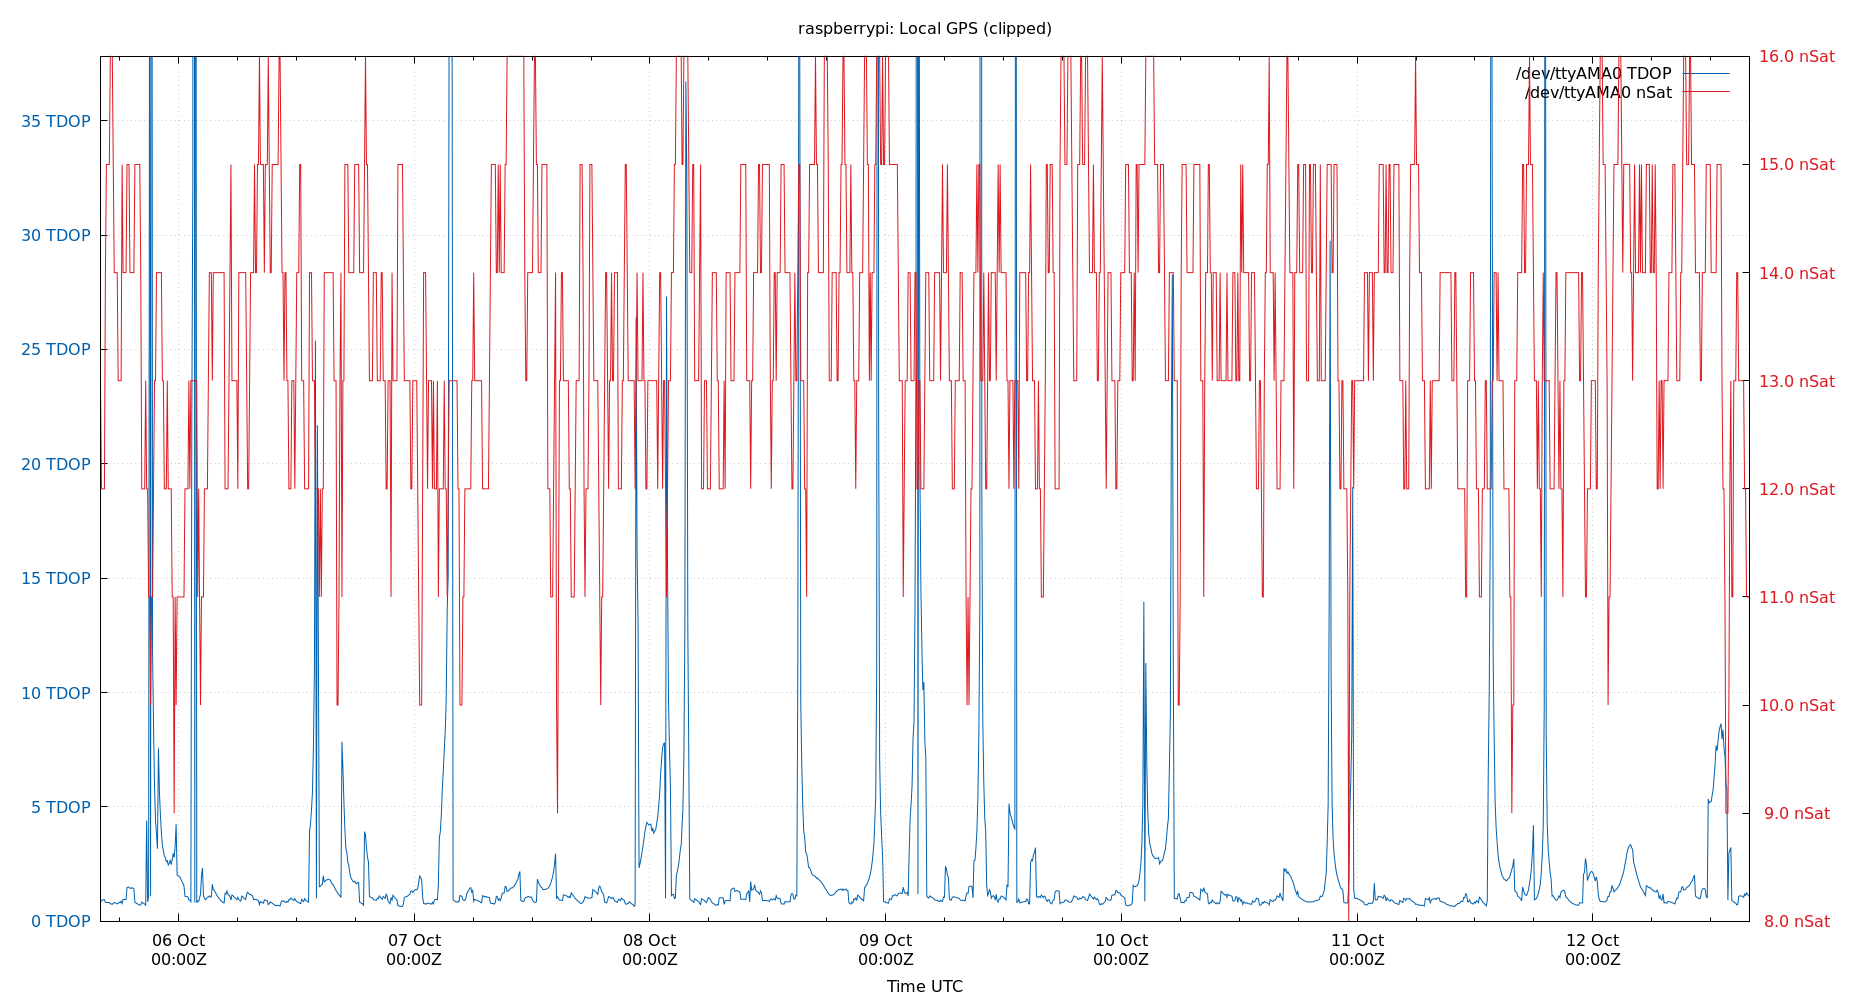 raspberrypi: Local GPS (clipped)
/dev/ttyAMA0 TDOP
/dev/ttyAMA0 nSat
35 TDOP
30 TDOP
25 TDOP
20 TDOP
15 TDOP
10 TDOP
5 TDOP
0 TDOP
16.0 nSat
15.0 nSat
14.0 nSat
13.0 nSat
12.0 nSat
11.0 nSat
10.0 nSat
9.0 nSat
8.0 nSat
06 Oct
00:00Z
07 Oct
00:00Z
08 Oct
00:00Z
09 Oct
00:00Z
10 Oct
00:00Z
11 Oct
00:00Z
12 Oct
00:00Z
Time UTC